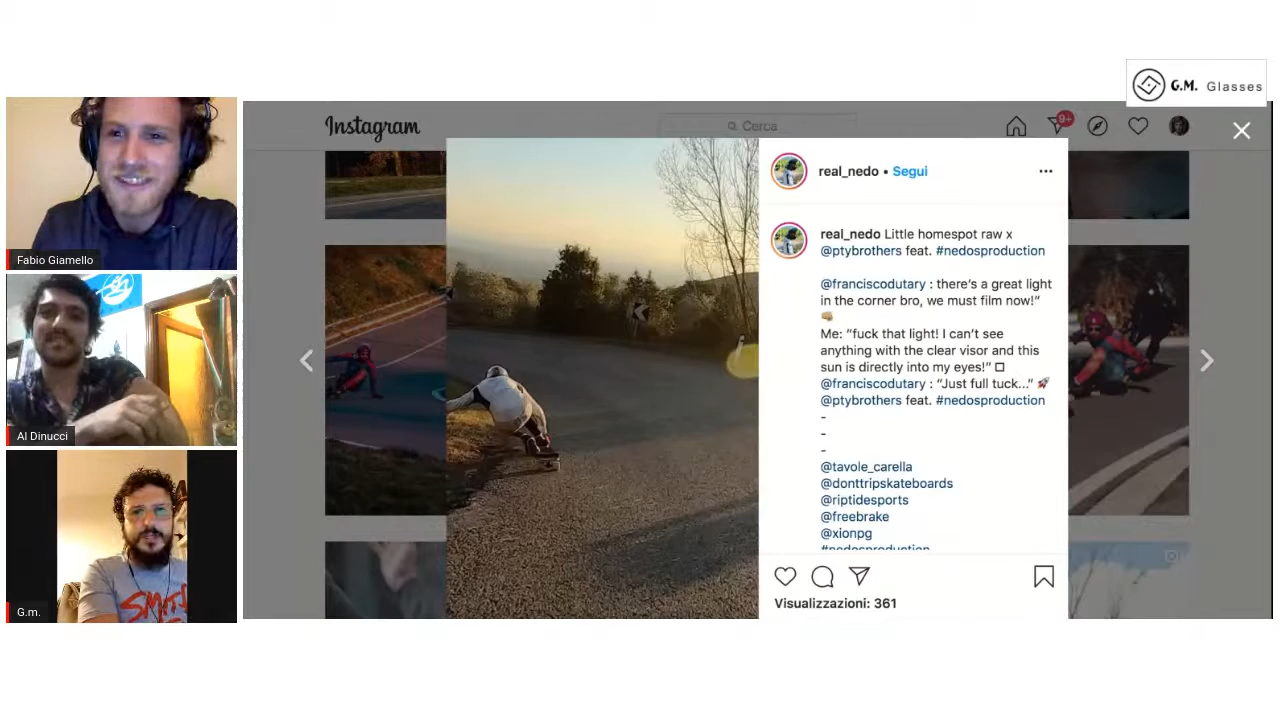 G.M. Glasses
Instagram
Cerca
9+
real_nedo • Segui
real_nedo Little homespot raw x
@ptybrothers feat. #nedosproduction
@franciscodutary : there's a great light
in the corner bro, we must film now!"
Me: "fuck that light! I can't see
anything with the clear visor and this
sun is directly into my eyes!"
@franciscodutary : "Just full tuck..."
@ptybrothers feat. #nedosproduction
-
-
-
@tavole_carella
@donttripskateboards
@riptidesports
@freebrake
@xionpg
#nedosproduction
Visualizzazioni: 361
Fabio Giamello
Al Dinucci
G.m.